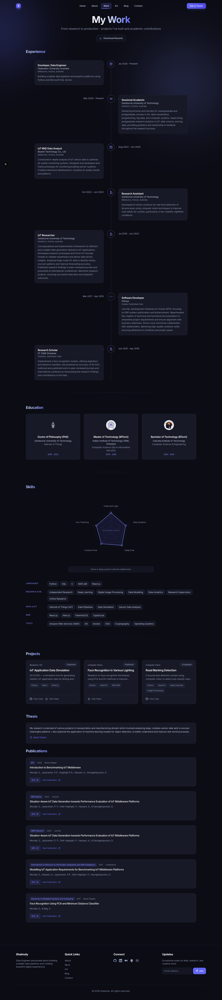 S
Home
About
Work
Art
Blog
Contact
Get in Touch
My Work
From research to production - projects I've built and academic contributions
Download Resume
Experience
Developer, Data Engineer
Federation University Australia
Melbourne, Victoria, Australia
Building scalable data pipelines and analytics platforms using
Python and Microsoft SQL Server.
Jul 2024 - Present
Mar 2020 - Present
Sessional Academic
Swinburne University of Technology
Hawthorn, Victoria, Australia
Delivering lectures and tutorials for undergraduate and
postgraduate courses in IoT, data visualization,
programming, big data, and computer systems. Supervising
postgraduate research projects in IoT, data science, and big
data, providing guidance and mentorship to students
throughout the research process.
IoT RND Data Analyst
Blueiot Technology Co., Ltd
Melbourne, Victoria, Australia
Conducted in-depth analysis of IoT sensor data to optimize
air quality monitoring systems. Designed and developed wire
frame prototypes for monitoring building sensor systems.
Created interactive dashboards to visualize air quality trends
and patterns.
Aug 2023 - Jun 2024
N
Oct 2022 - Jun 2023
Research Assistant
Swinburne University of Technology
Melbourne, Victoria, Australia
Developed AI-driven solutions for real-time detection of
bicycle lanes using computer vision techniques to improve
road safety for cyclists, particularly in low-visibility nighttime
conditions.
IoT Researcher
Swinburne University of Technology
Hawthorn, Victoria, Australia
Conceptualized and implemented a framework for efficient
and scalable data generation tailored to IoT applications.
Developed research prototypes and Proof-of-Concept
models to validate hypotheses and derive data-driven
insights. Analyzed large-scale IoT data to identify trends,
uncover patterns and improve forecasting accuracy.
Published research findings in peer-reviewed journals and
presented at international conferences. Mentored research
projects, ensuring successful execution and impactful
outcomes.
Jul 2019 - Jun 2023
Mar 2017 - Apr 2019
Software Developer
Infosys
Greater Hyderabad Area
Led SQL development initiatives for Oracle APPS, focusing
on ERP system optimization and enhancement. Spearheaded
the creation of technical and functional documentation to
streamline project requirements and ensure alignment with
business objectives. Drove cross-functional collaboration
with stakeholders, delivering high-quality solutions while
ensuring adherence to timelines and project goals.
Research Scholar
IIT (ISM) Dhanbad
Dhanbad, Jharkhand, India
Implemented a face recognition system, utilizing eigenface
and distance classifier, and achieved an accuracy of 93.33%.
Authored and published work in peer-reviewed journals and
international conferences showcasing the research findings
and contributions in the field.
Jun 2015 - Apr 2016
Education
Doctor of Philosophy (PhD)
Swinburne University of Technology
Internet of Things
2019 - 2023
Master of Technology (MTech)
Indian Institute of Technology (ISM),
Dhanbad
Computer Science (Spl in Information
Security)
2014 - 2016
Bachelor of Technology (BTech)
Calcutta Institute of Technology
Computer Science & Engineering
2010 - 2014
Skills
Code and Logic
Tool Tinkering
Data Systems
Drag vertices to adjust
Creative Flow
Deep Dive
Hover or drag a point to view the related tools.
LANGUAGES
Python
SQL
C
MATLAB
React.js
RESEARCH & ML
Independent Research
Deep Learning
Digital Image Processing
Data Modeling
Data Analytics
Research Supervision
Online Research
DATA & IOT
Internet of Things (IoT)
Data Pipelines
Data Simulation
Sensor Data Analysis
WEB
React.js
Next.js
TailwindCSS
TypeScript
TOOLS
Amazon Web Services (AWS)
Git
Docker
DSA
Cryptography
Operating Systems
Projects
Research / IoT
Published
IoT Application Data Simulation
SA-IoTDG — a simulation tool for generating
realistic IoT application data for testing and...
Python
React
Node.js
View Code
View Paper
Computer Vision
Published
Face Recognition in Various Lighting
Research on face recognition techniques
using PCA and DC methods to improve...
Python
OpenCV
MATLAB
View Paper
Computer Vision
Completed
Road Marking Detection
A bicycle lane detection system using
computer vision to detect and classify road...
Python
OpenCV
Deep Learning
Image Processing
View Code
Thesis
My research comprised of various projects in transportation and manufacturing domain which involved analyzing large, complex sensor data sets to uncover
meaningful patterns. I also explored the application of machine learning models for object detection, to better understand and improve real-world processes.
Read Thesis
Publications
IET 2024 · Book Chapter
Introduction to Benchmarking IoT Middleware
Mondal, S., Jayaraman, P.P., Haghighi P.D., Hassani, A., Georgakopoulos, D.
DOI View Publication
IEEE Xplore 2023 · Journal
Situation-Aware IoT Data Generation towards Performance Evaluation of IoT Middleware Platforms
Mondal, S., Jayaraman, P. P., Delir Haghighi, P., Hassani, A., & Georgakopoulos, D.
DOI View Publication
MDPI Sensors 2023 · Journal
Situation-Aware IoT Data Generation towards Performance Evaluation of IoT Middleware Platforms
Mondal, S., Jayaraman, P. P., Delir Haghighi, P., Hassani, A., & Georgakopoulos, D.
DOI View Publication
International Conference on Information Integration and Web Intelligence 2021 · Conference
Modelling IoT Application Requirements for Benchmarking IoT Middleware Platforms
Mondal, S., Hassani, A., Jayaraman, P.P., Delir Haghighi, P., Georgakopoulos, D.
DOI View Publication
Advances in Intelligent Systems and Computing 2017 · Book Chapter
Face Recognition Using PCA and Minimum Distance Classifier
Mondal, S., & Bag, S.
DOI View Publication
Shalmoly
Data Engineer passionate about building
scalable data pipelines and creating
beautiful digital experiences.
Quick Links
About
Work
Art
Blog
Contact
Connect
Updates
Occasional notes on data, research, and
creative work.
Email address
Join
© 2026 Shalmoly. All rights reserved.